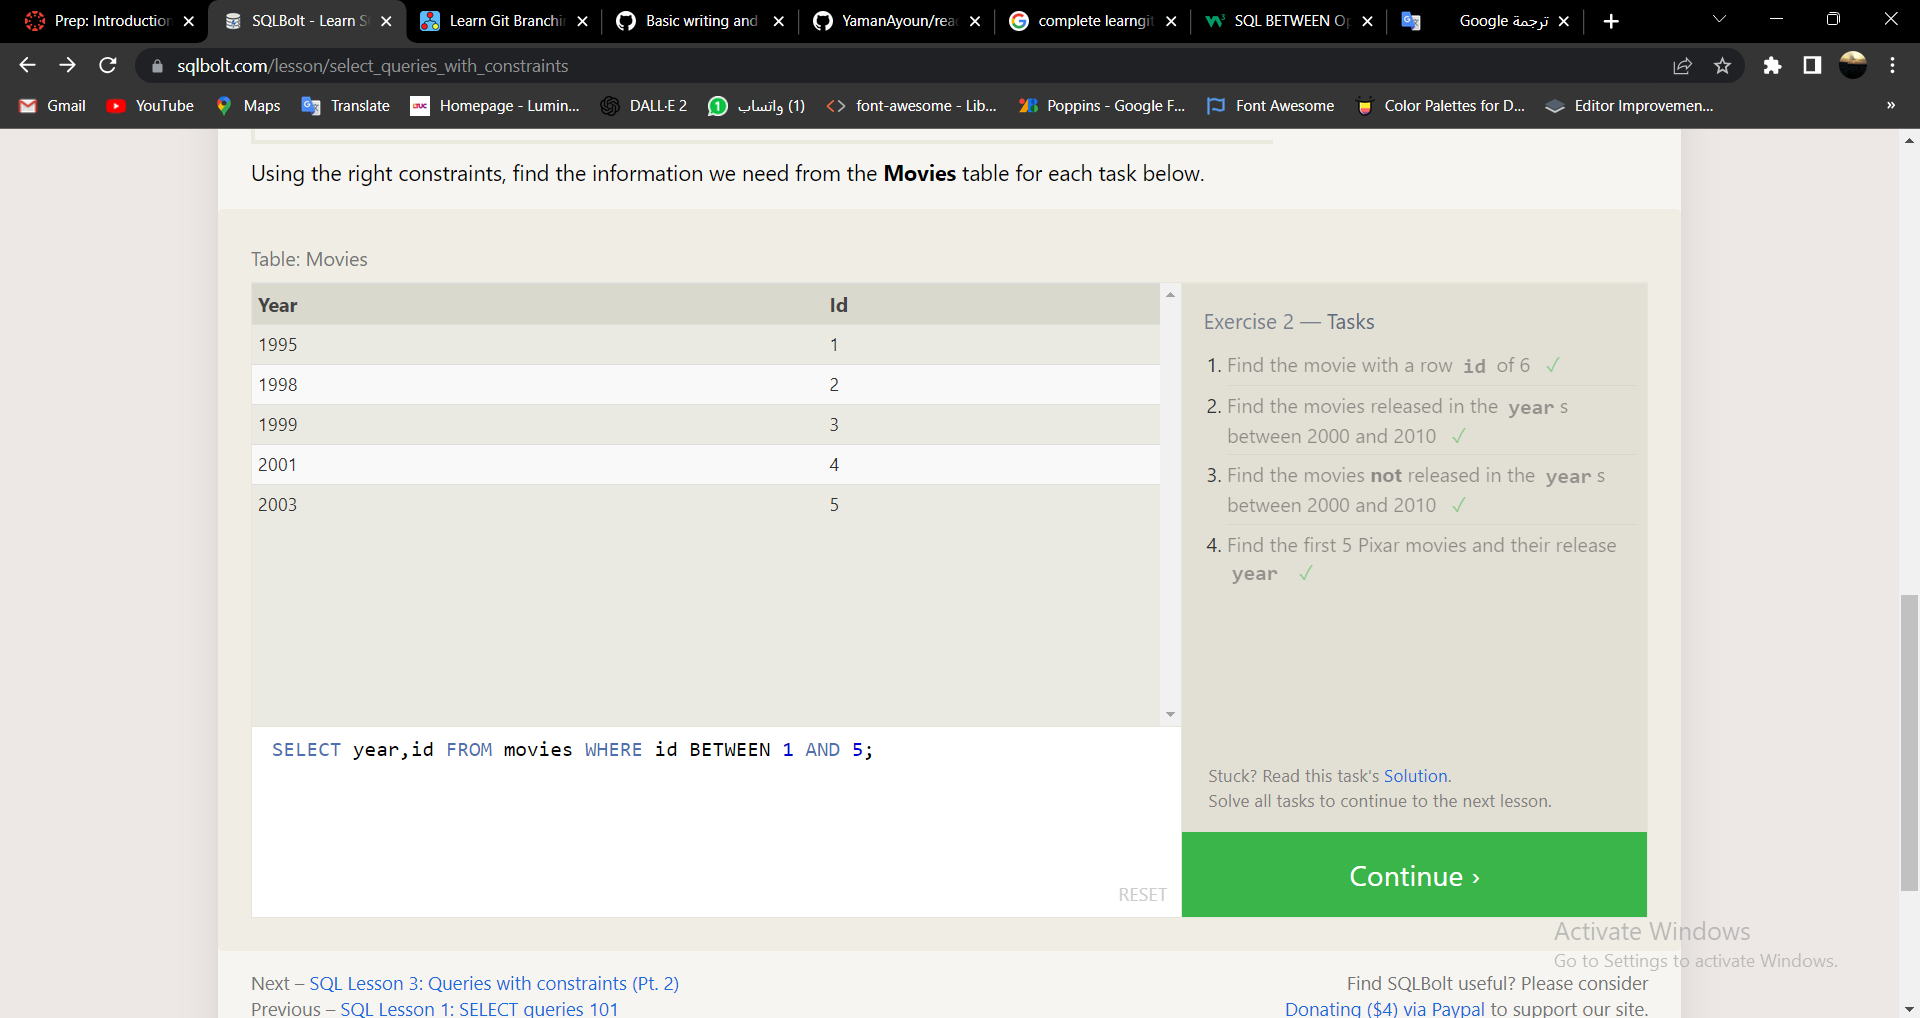 Prep: Introduction
SQLBolt - Learn S
Learn Git Branchi
Basic writing and
YamanAyoun/rea
complete learngit
SQL BETWEEN Op
ترجمة Google
sqlbolt.com/lesson/select_queries_with_constraints
Gmail
YouTube
Maps
Translate
LTUC
Homepage - Lumin...
DALL·E 2
(1) واتساب
font-awesome - Lib...
Poppins - Google F...
Font Awesome
Color Palettes for D...
Editor Improvemen...
»
Using the right constraints, find the information we need from the Movies table for each task below.
Table: Movies
Year Id
1995 1
1998 2
1999 3
2001 4
2003 5
SELECT year,id FROM movies WHERE id BETWEEN 1 AND 5;
RESET
Exercise 2 — Tasks
1. Find the movie with a row id of 6 ✓
2. Find the movies released in the year s
between 2000 and 2010 ✓
3. Find the movies not released in the year s
between 2000 and 2010 ✓
4. Find the first 5 Pixar movies and their release
year ✓
Stuck? Read this task's Solution.
Solve all tasks to continue to the next lesson.
Continue ›
Activate Windows
Go to Settings to activate Windows.
Next – SQL Lesson 3: Queries with constraints (Pt. 2)
Previous – SQL Lesson 1: SELECT queries 101
Find SQLBolt useful? Please consider
Donating ($4) via Paypal to support our site.